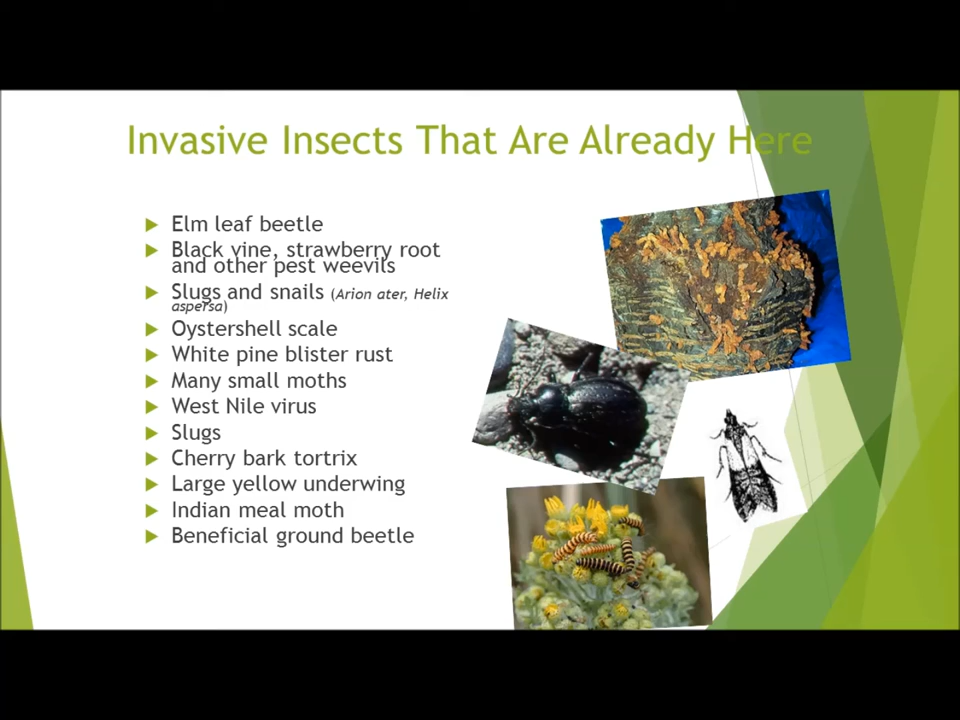 Invasive Insects That Are Already Here
Elm leaf beetle
Black vine, strawberry root
and other pest weevils
Slugs and snails (Arion ater, Helix
aspersa)
Oystershell scale
White pine blister rust
Many small moths
West Nile virus
Slugs
Cherry bark tortrix
Large yellow underwing
Indian meal moth
Beneficial ground beetle